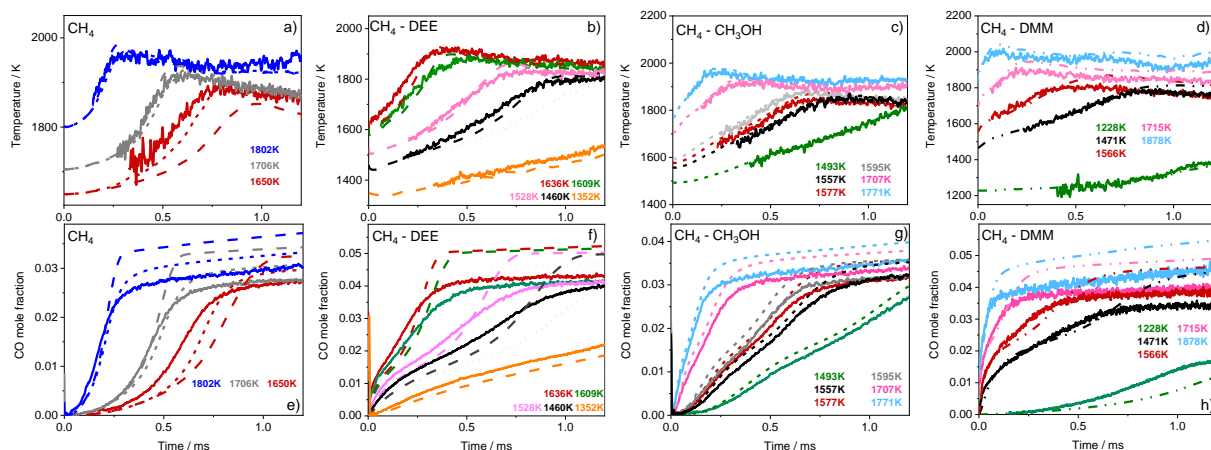 CH4
a)
Temperature / K
2000
1800
0.0
0.5
1.0
1802K
1706K
1650K
CH4 - DEE
b)
Temperature / K
2000
1800
1600
1400
0.0
0.5
1.0
1636K 1609K
1528K 1460K 1352K
CH4 - CH3OH
c)
Temperature / K
2200
2000
1800
1600
1400
0.0
0.5
1.0
1493K 1595K
1557K 1707K
1577K 1771K
CH4 - DMM
d)
Temperature / K
2200
2000
1800
1600
1400
1200
0.0
0.5
1.0
1228K 1715K
1471K 1878K
1566K
CH4
e)
CO mole fraction
0.03
0.02
0.01
0.00
0.0
0.5
1.0
Time / ms
1802K 1706K 1650K
CH4 - DEE
f)
CO mole fraction
0.05
0.04
0.03
0.02
0.01
0.00
0.0
0.5
1.0
Time / ms
1636K 1609K
1528K 1460K 1352K
CH4 - CH3OH
g)
CO mole fraction
0.04
0.03
0.02
0.01
0.00
0.0
0.5
1.0
Time / ms
1493K 1595K
1557K 1707K
1577K 1771K
CH4 - DMM
h)
CO mole fraction
0.06
0.05
0.04
0.03
0.02
0.01
0.00
0.0
0.5
1.0
Time / ms
1228K 1715K
1471K 1878K
1566K